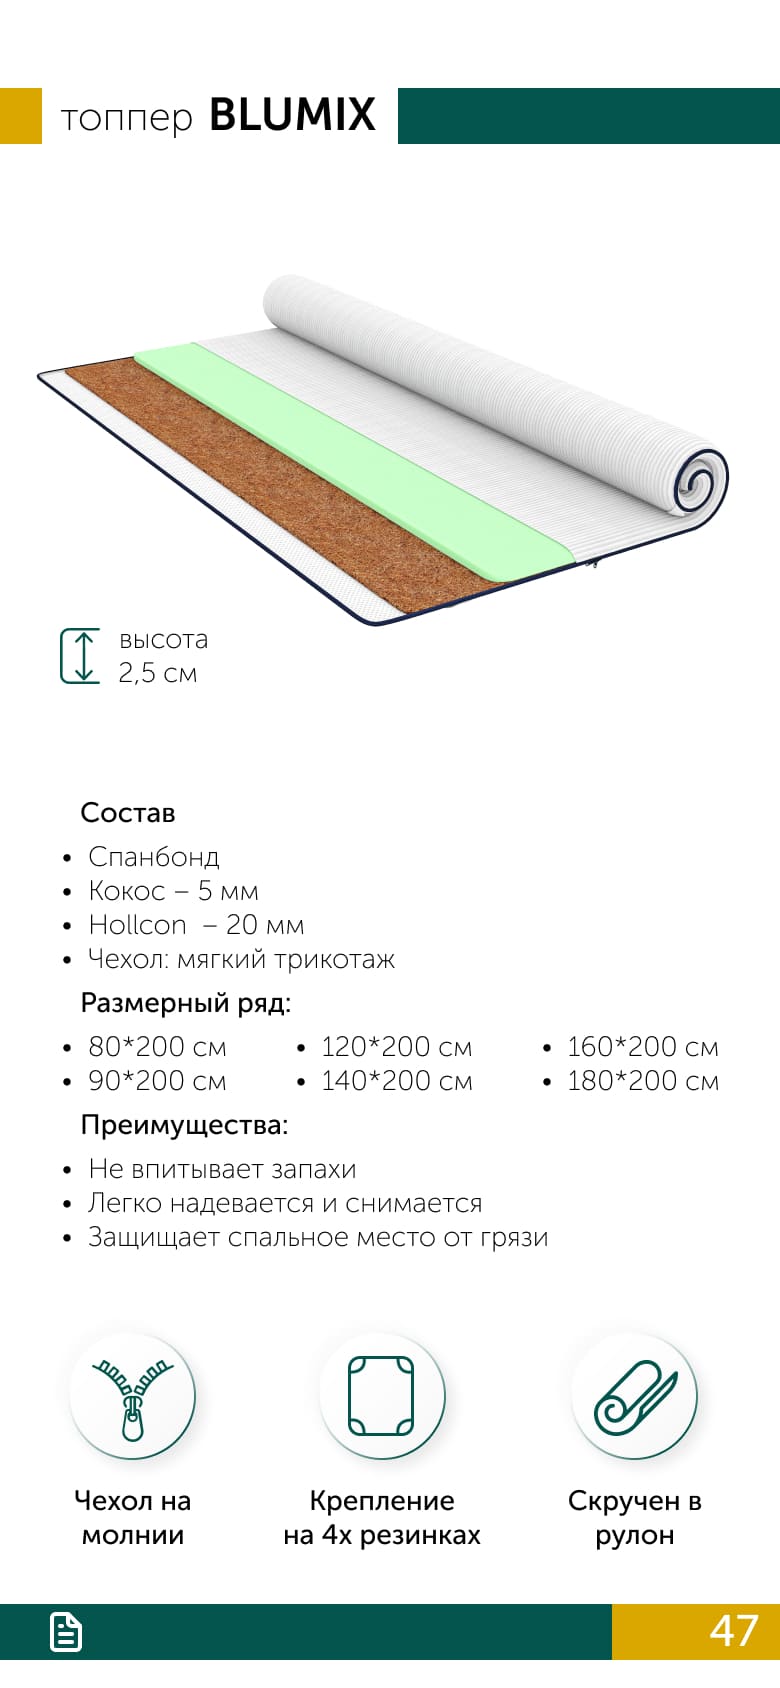 топпер BLUMIX
высота
2,5 см
Состав
• Спанбонд
• Кокос – 5 мм
• Hollcon – 20 мм
• Чехол: мягкий трикотаж
Размерный ряд:
• 80*200 см • 120*200 см • 160*200 см
• 90*200 см • 140*200 см • 180*200 см
Преимущества:
• Не впитывает запахи
• Легко надевается и снимается
• Защищает спальное место от грязи
Чехол на
молнии
Крепление
на 4х резинках
Скручен в
рулон
47